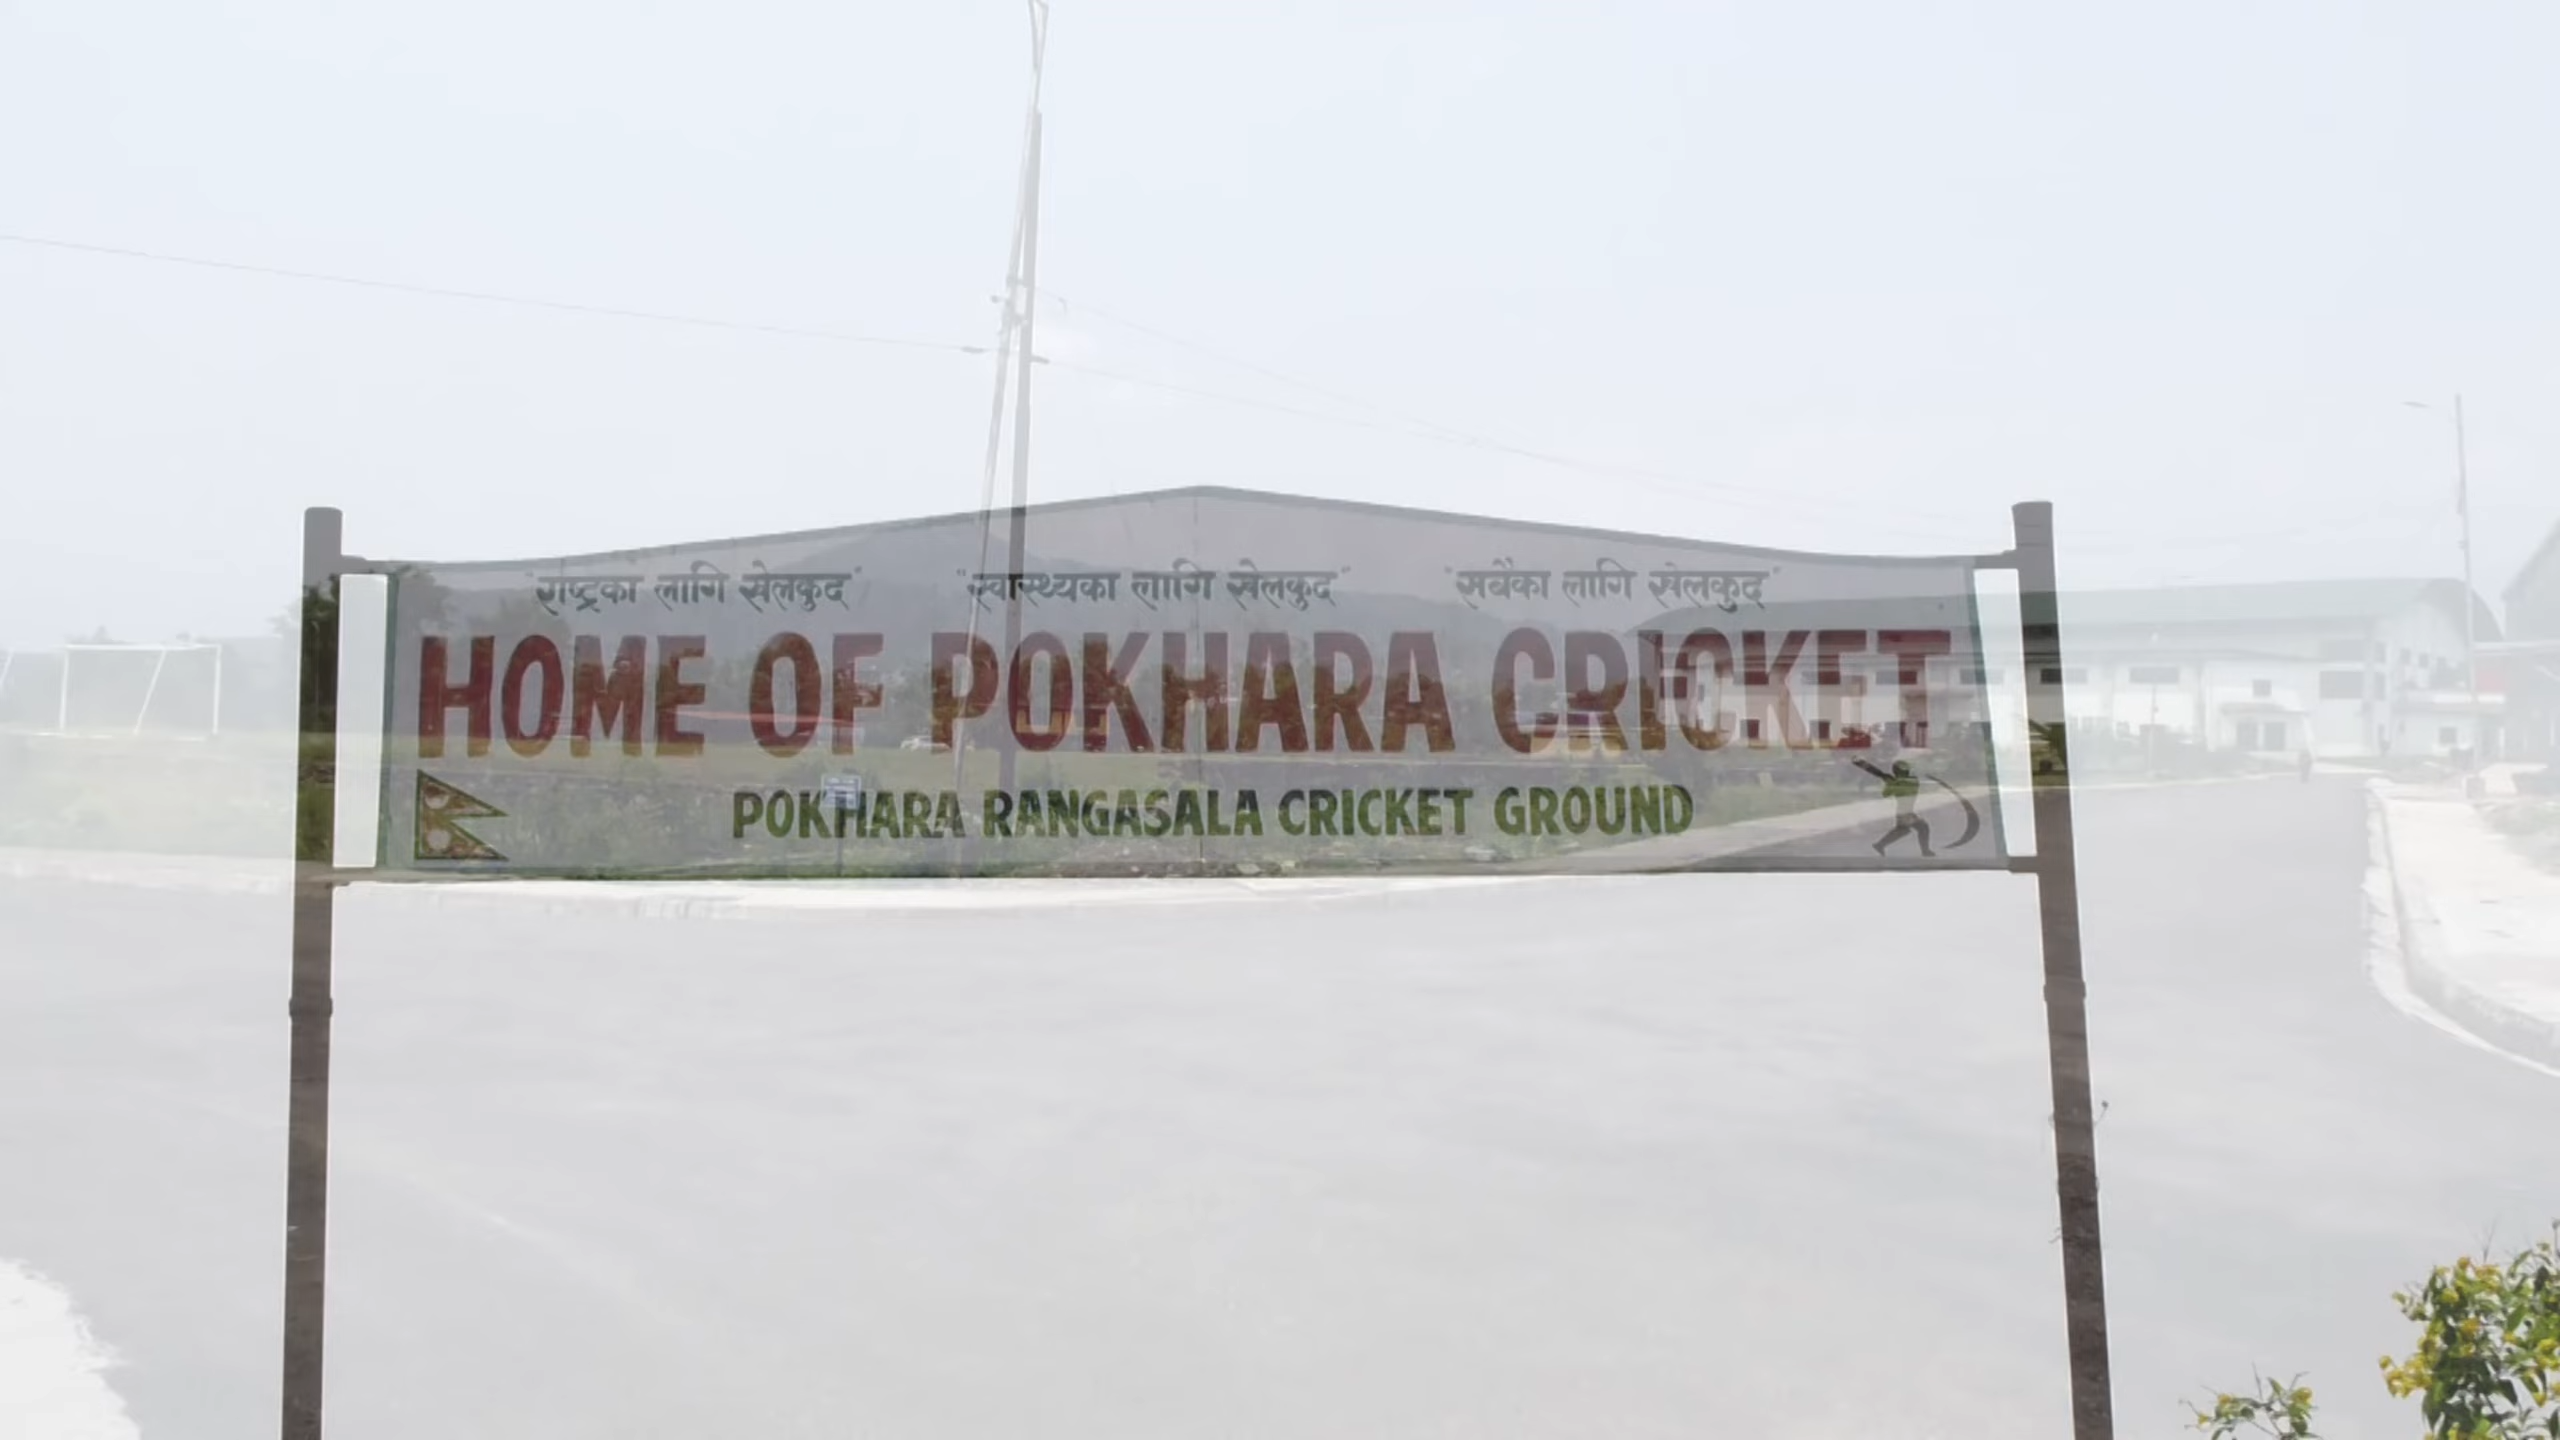 "राष्ट्रका लागि खेलकुद" "स्वास्थ्यका लागि खेलकुद" "सबैका लागि खेलकुद"
HOME OF POKHARA CRICKET
POKHARA RANGASALA CRICKET GROUND